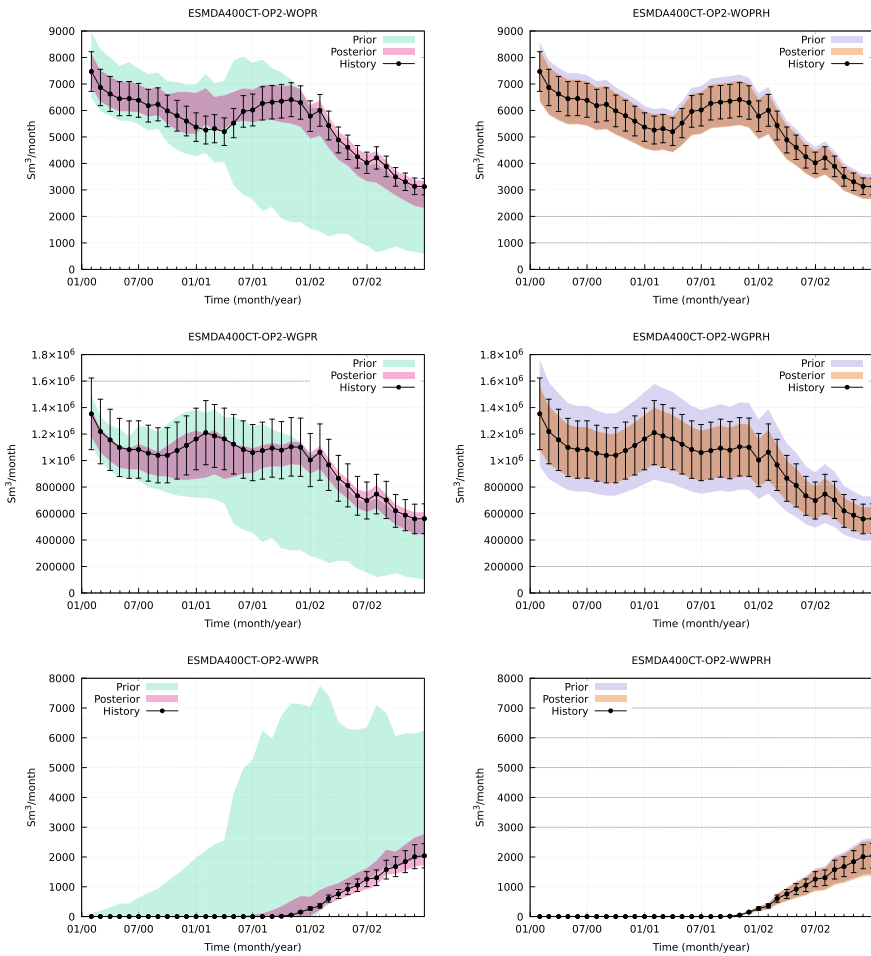 ESMDA400CT-OP2-WOPR
9000
8000
7000
6000
5000
4000
3000
2000
1000
0
Sm³/month
Prior
Posterior
History
01/00 07/00 01/01 07/01 01/02 07/02
Time (month/year)
ESMDA400CT-OP2-WOPRH
9000
8000
7000
6000
5000
4000
3000
2000
1000
0
Sm³/month
Prior
Posterior
History
01/00 07/00 01/01 07/01 01/02 07/02
Time (month/year)
ESMDA400CT-OP2-WGPR
1.8×10⁶
1.6×10⁶
1.4×10⁶
1.2×10⁶
1×10⁶
800000
600000
400000
200000
0
Sm³/month
Prior
Posterior
History
01/00 07/00 01/01 07/01 01/02 07/02
Time (month/year)
ESMDA400CT-OP2-WGPRH
1.8×10⁶
1.6×10⁶
1.4×10⁶
1.2×10⁶
1×10⁶
800000
600000
400000
200000
0
Sm³/month
Prior
Posterior
History
01/00 07/00 01/01 07/01 01/02 07/02
Time (month/year)
ESMDA400CT-OP2-WWPR
8000
7000
6000
5000
4000
3000
2000
1000
0
Sm³/month
Prior
Posterior
History
01/00 07/00 01/01 07/01 01/02 07/02
Time (month/year)
ESMDA400CT-OP2-WWPRH
8000
7000
6000
5000
4000
3000
2000
1000
0
Sm³/month
Prior
Posterior
History
01/00 07/00 01/01 07/01 01/02 07/02
Time (month/year)